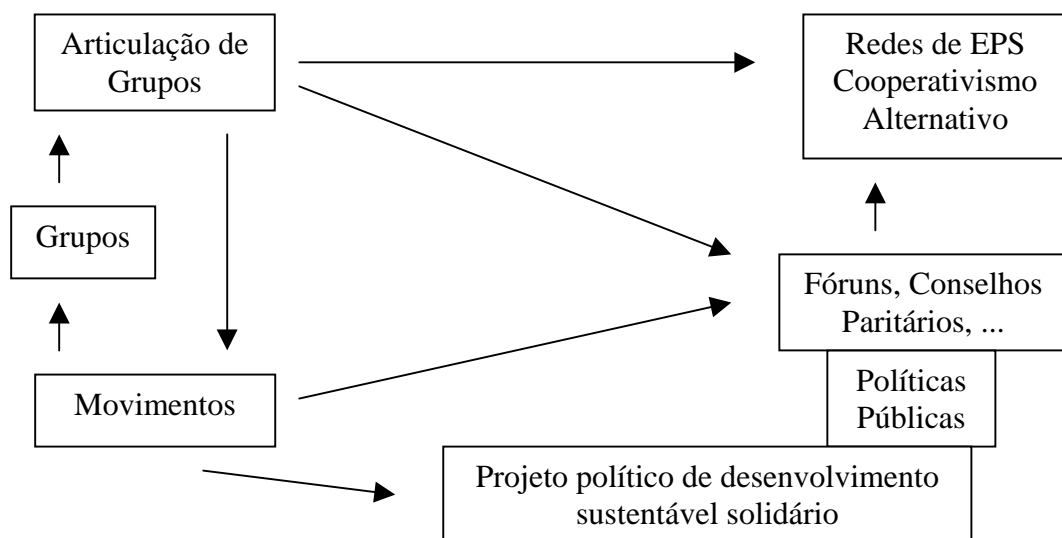 Articulação de
Grupos
Redes de EPS
Cooperativismo
Alternativo
Grupos
Fóruns, Conselhos
Paritários, ...
Movimentos
Políticas
Públicas
Projeto político de desenvolvimento
sustentável solidário